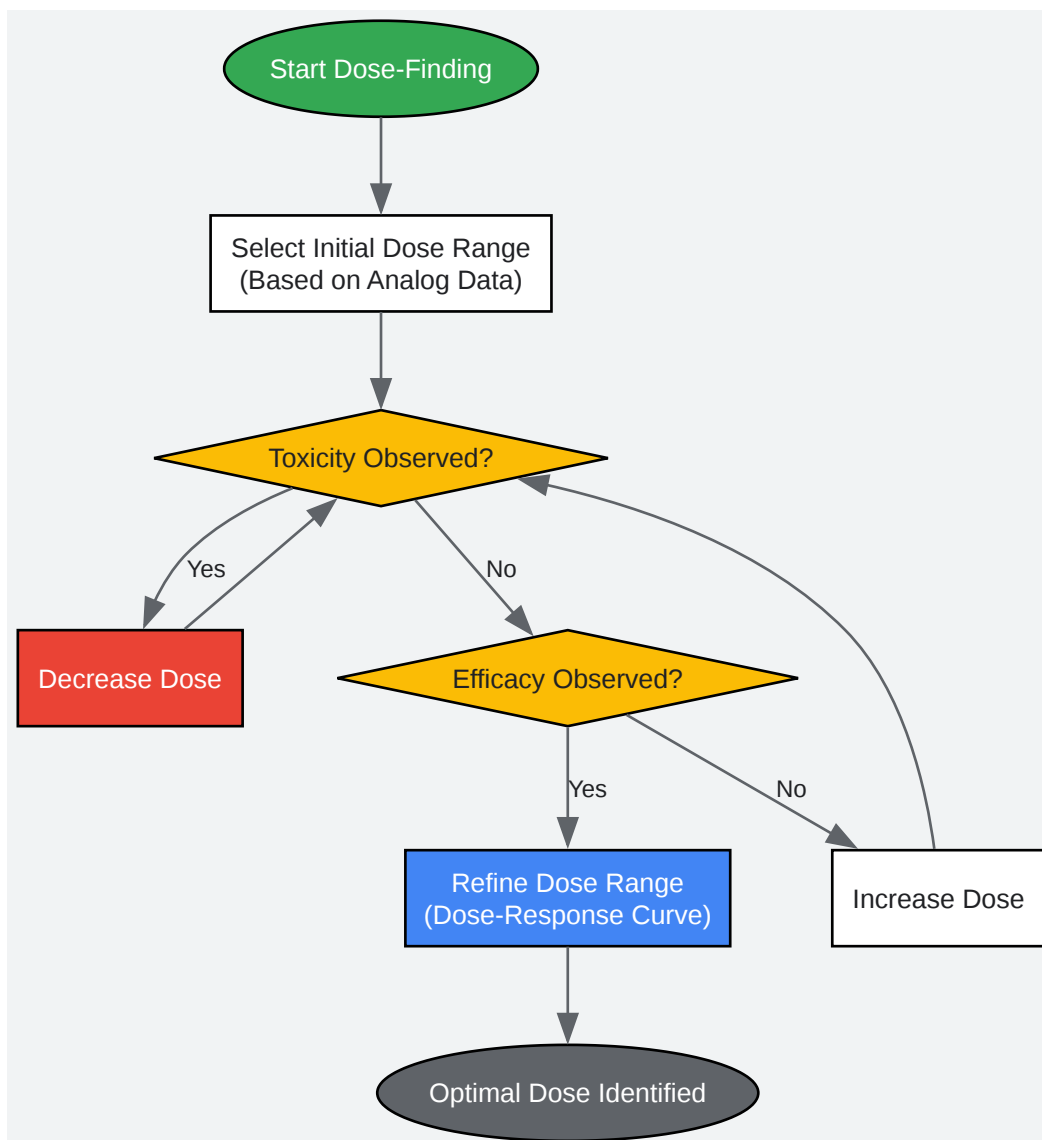 Start Dose-Finding
Select Initial Dose Range
(Based on Analog Data)
Toxicity Observed?
Yes
No
Decrease Dose
Efficacy Observed?
Yes
No
Refine Dose Range
(Dose-Response Curve)
Increase Dose
Optimal Dose Identified